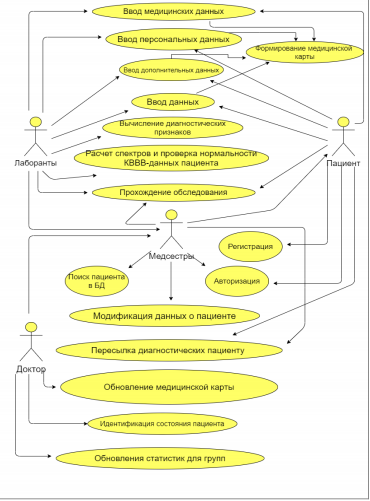 Ввод медицинских данных
Ввод персональных данных
Формирование медицинской
карты
Ввод дополнительных данных
Ввод данных
Вычисление диагностических
признаков
Лаборанты
Пациент
Расчет спектров и проверка нормальности
КВВВ-данных пациента
Прохождение обследования
Медсестры
Регистрация
Поиск пациента
в БД
Авторизация
Модификация данных о пациенте
Пересылка диагностических пациенту
Доктор
Обновление медицинской карты
Идентификация состояния пациента
Обновления статистик для групп